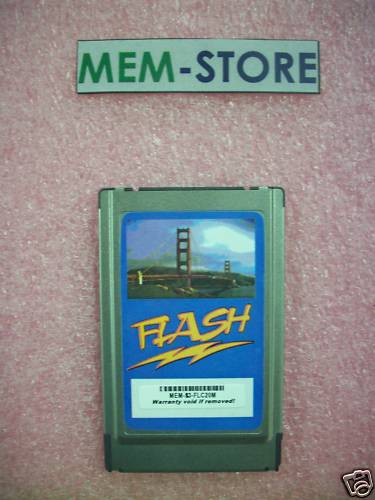 MEM-STORE
FLASH
MEM-S3-FLC20M
Warranty void if removed!